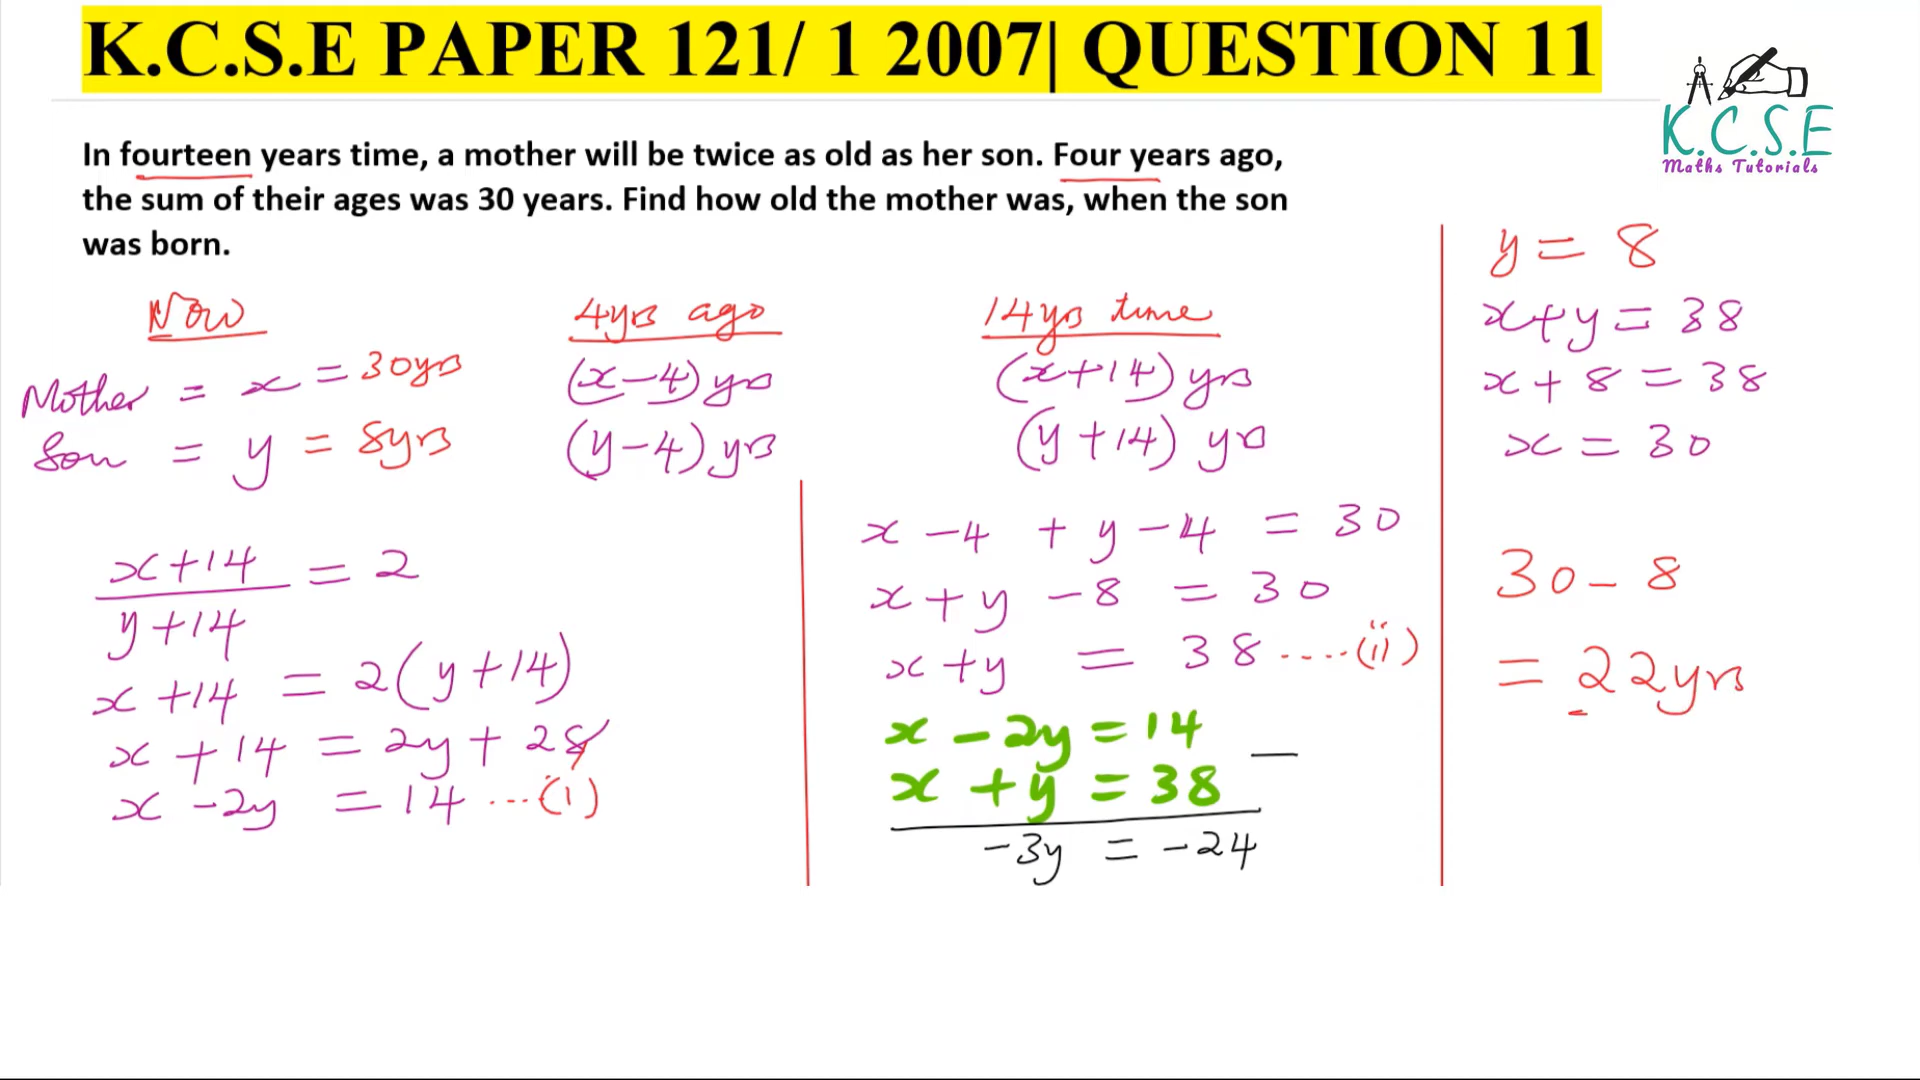 K.C.S.E PAPER 121/ 1 2007| QUESTION 11
K.C.S.E
Maths Tutorials
In fourteen years time, a mother will be twice as old as her son. Four years ago,
the sum of their ages was 30 years. Find how old the mother was, when the son
was born.
Now
Mother = x = 30yrs
Son = y = 8yrs
4yrs ago
(x-4) yrs
(y-4) yrs
14yrs time
(x+14) yrs
(y+14) yrs
x+14 / y+14 = 2
x+14 = 2(y+14)
x+14 = 2y+28
x-2y = 14 ...(i)
x-4 + y-4 = 30
x+y -8 = 30
x+y = 38 ....(ii)
x - 2y = 14
x + y = 38 —
-3y = -24
y = 8
x+y = 38
x+8 = 38
x = 30
30 - 8
= 22yrs